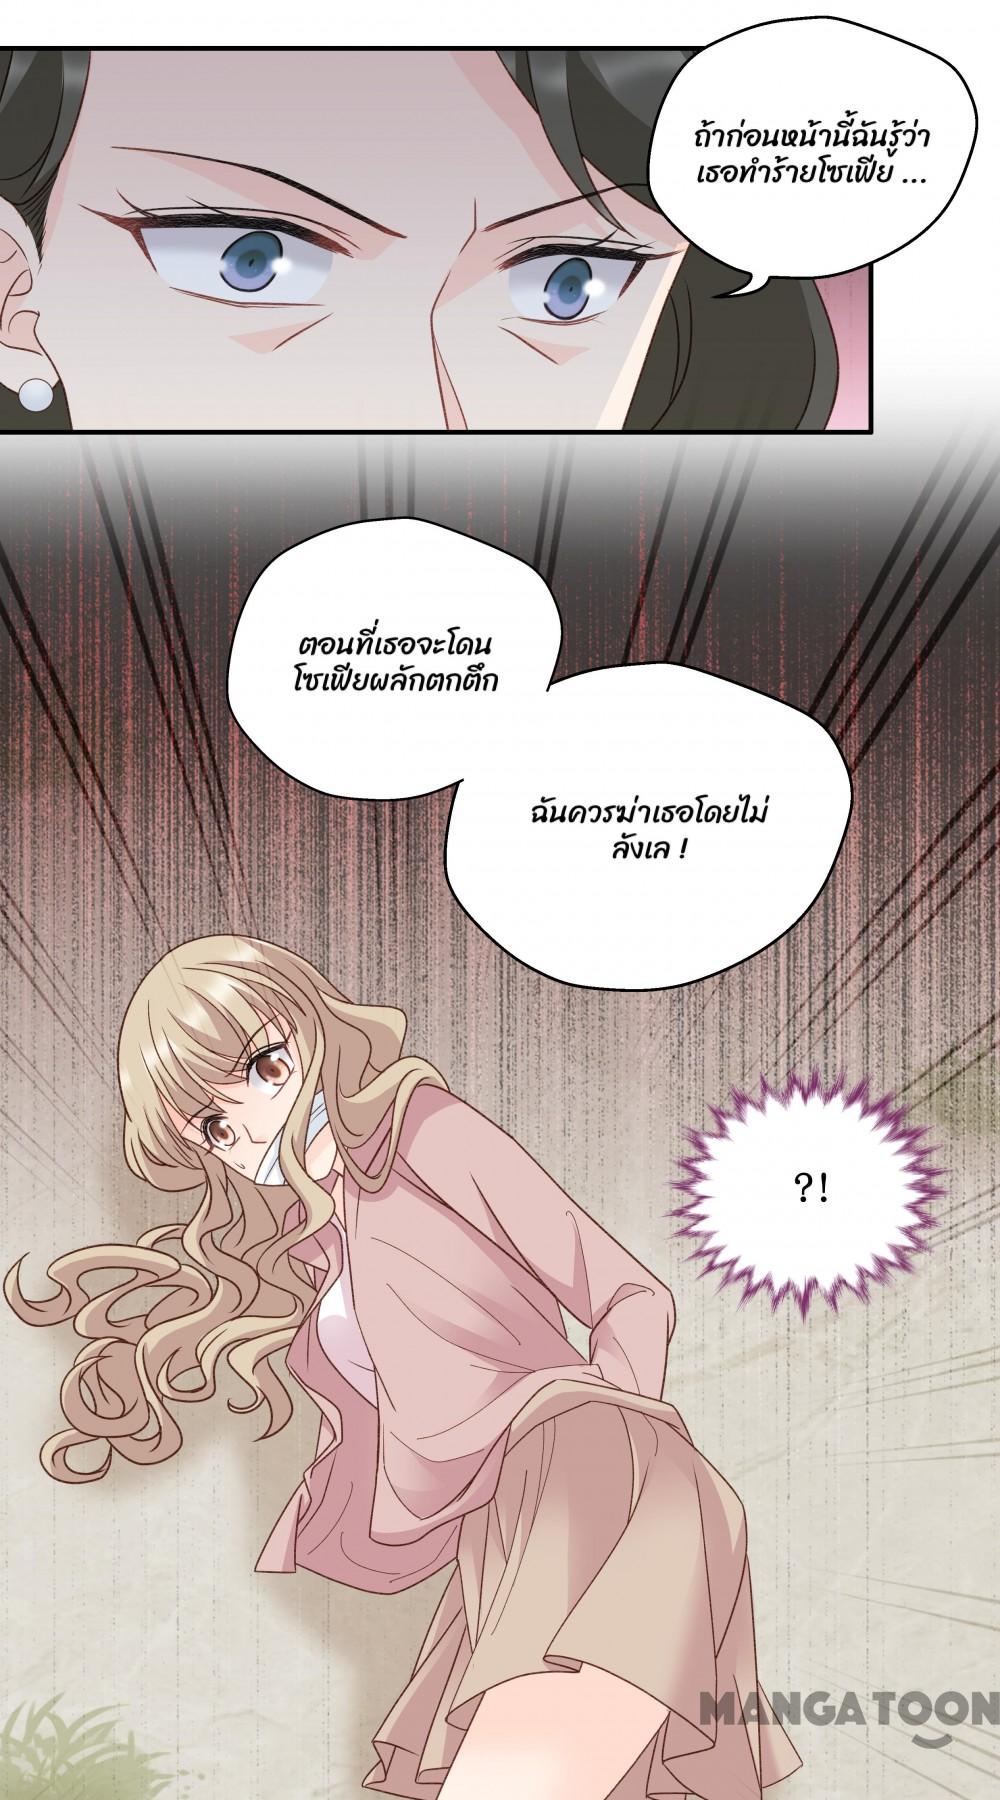 ถ้าก่อนหน้านี้ฉันรู้ว่า
เธอทำร้ายโซเฟีย ...
ตอนที่เธอจะโดน
โซเฟียผลักตกตึก
ฉันควรฆ่าเธอโดยไม่
ลังเล !
?!
MANGATOON